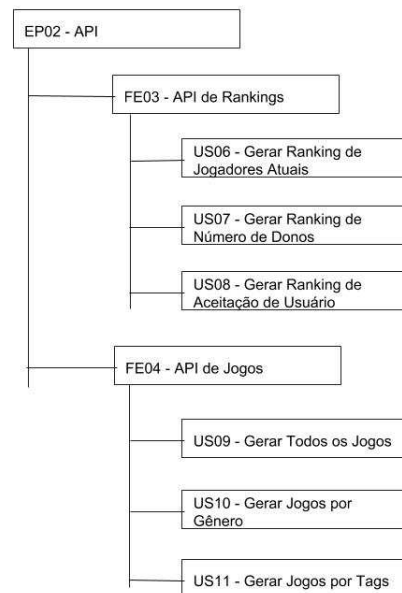 EP02 - API
FE03 - API de Rankings
US06 - Gerar Ranking de
Jogadores Atuais
US07 - Gerar Ranking de
Número de Donos
US08 - Gerar Ranking de
Aceitação de Usuário
FE04 - API de Jogos
US09 - Gerar Todos os Jogos
US10 - Gerar Jogos por
Gênero
US11 - Gerar Jogos por Tags